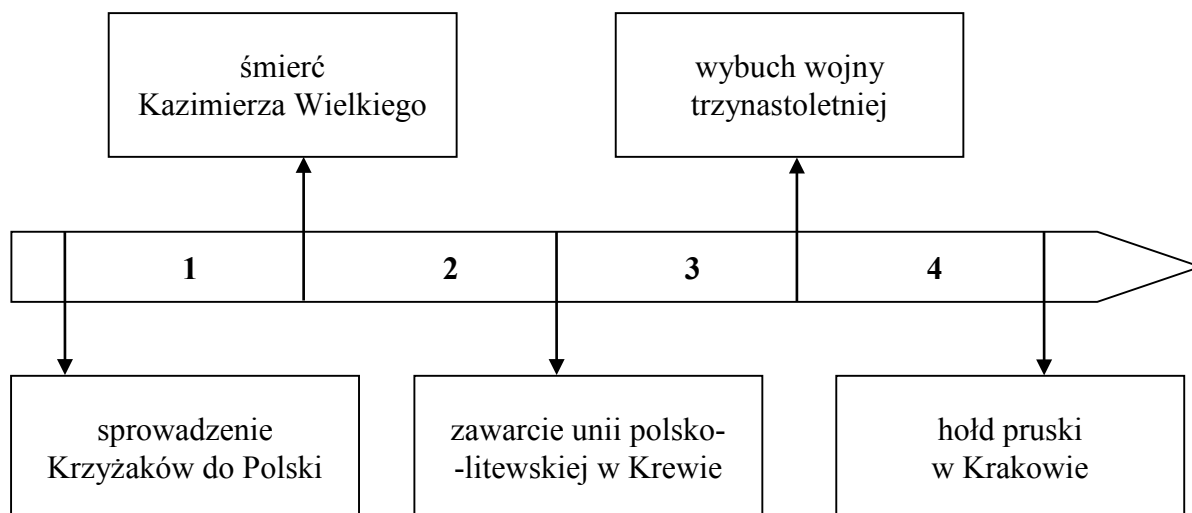 śmierć
Kazimierza Wielkiego
wybuch wojny
trzynastoletniej
1
2
3
4
sprowadzenie
Krzyżaków do Polski
zawarcie unii polsko-
-litewskiej w Krewie
hołd pruski
w Krakowie